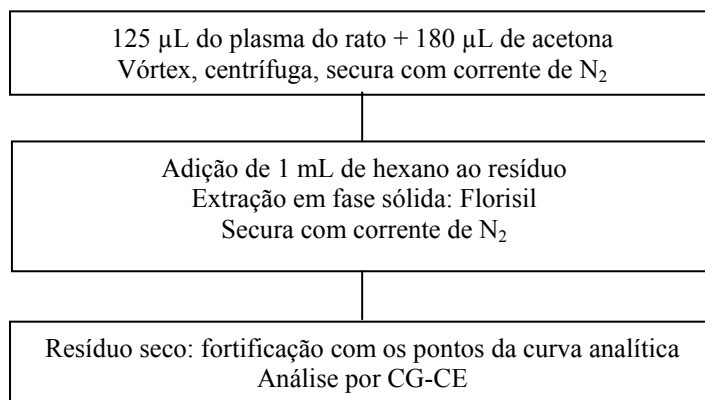 125 µL do plasma do rato + 180 µL de acetona
Vórtex, centrífuga, secura com corrente de N₂
Adição de 1 mL de hexano ao resíduo
Extração em fase sólida: Florisil
Secura com corrente de N₂
Resíduo seco: fortificação com os pontos da curva analítica
Análise por CG-CE